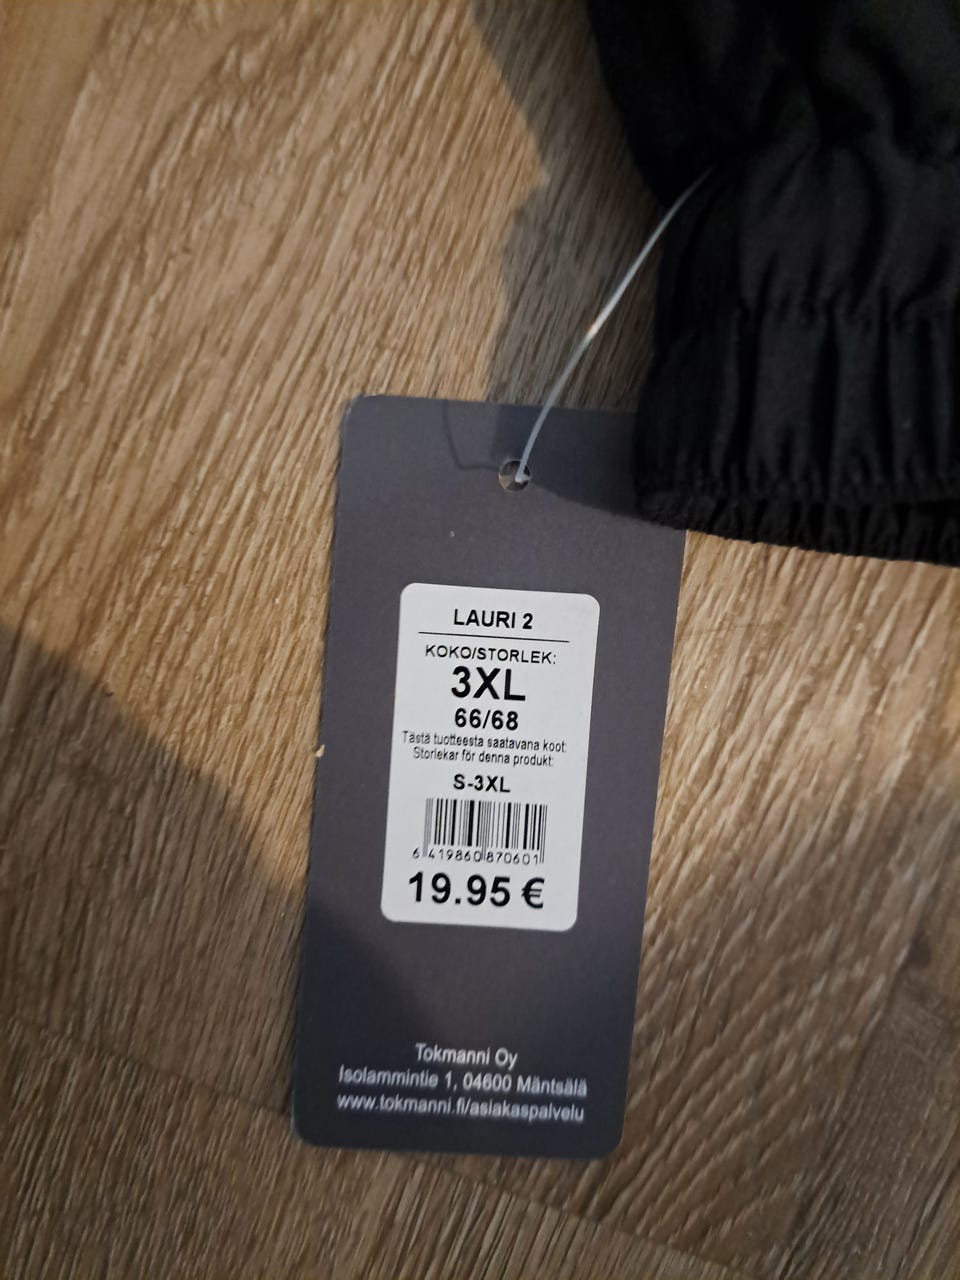 LAURI 2
KOKO/STORLEK:
3XL
66/68
Tästä tuotteesta saatavana koot:
Storlekar för denna produkt:
S-3XL
6 419860 870601
19.95 €
Tokmanni Oy
Isolammintie 1, 04600 Mäntsälä
www.tokmanni.fi/asiakaspalvelu